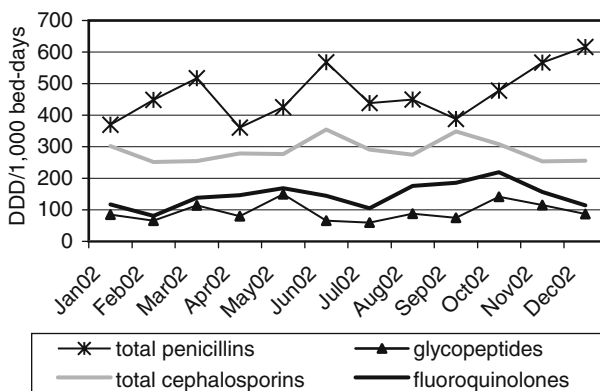 700
600
500
400
300
200
100
0
DDD/1,000 bed-days
Jan02
Feb02
Mar02
Apr02
May02
Jun02
Jul02
Aug02
Sep02
Oct02
Nov02
Dec02
total penicillins
glycopeptides
total cephalosporins
fluoroquinolones